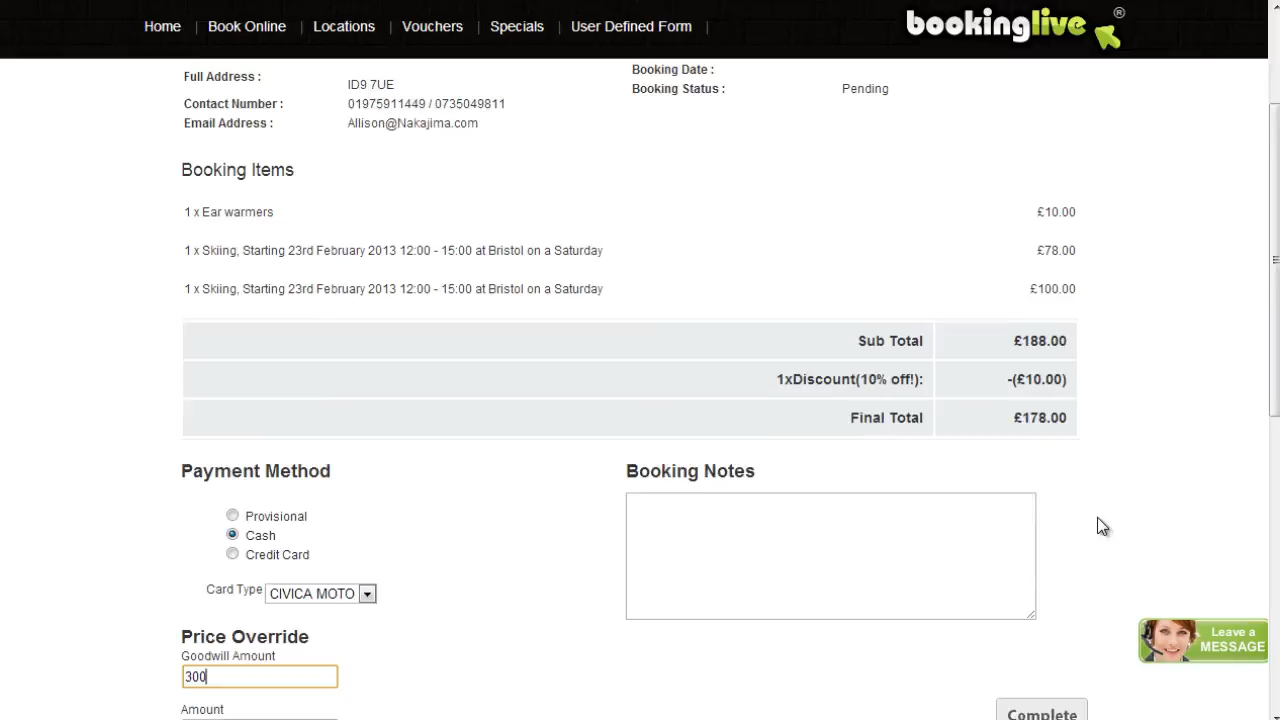 Home
Book Online
Locations
Vouchers
Specials
User Defined Form
bookinglive ®
Full Address :
ID9 7UE
Contact Number :
01975911449 / 0735049811
Email Address :
Allison@Nakajima.com
Booking Date :
Booking Status :
Pending
Booking Items
1 x Ear warmers £10.00
1 x Skiing, Starting 23rd February 2013 12:00 - 15:00 at Bristol on a Saturday £78.00
1 x Skiing, Starting 23rd February 2013 12:00 - 15:00 at Bristol on a Saturday £100.00
Sub Total £188.00
1xDiscount(10% off!): -(£10.00)
Final Total £178.00
Payment Method
Provisional
Cash
Credit Card
Card Type CIVICA MOTO
Booking Notes
Price Override
Goodwill Amount
300
Amount
Leave a
MESSAGE
Complete